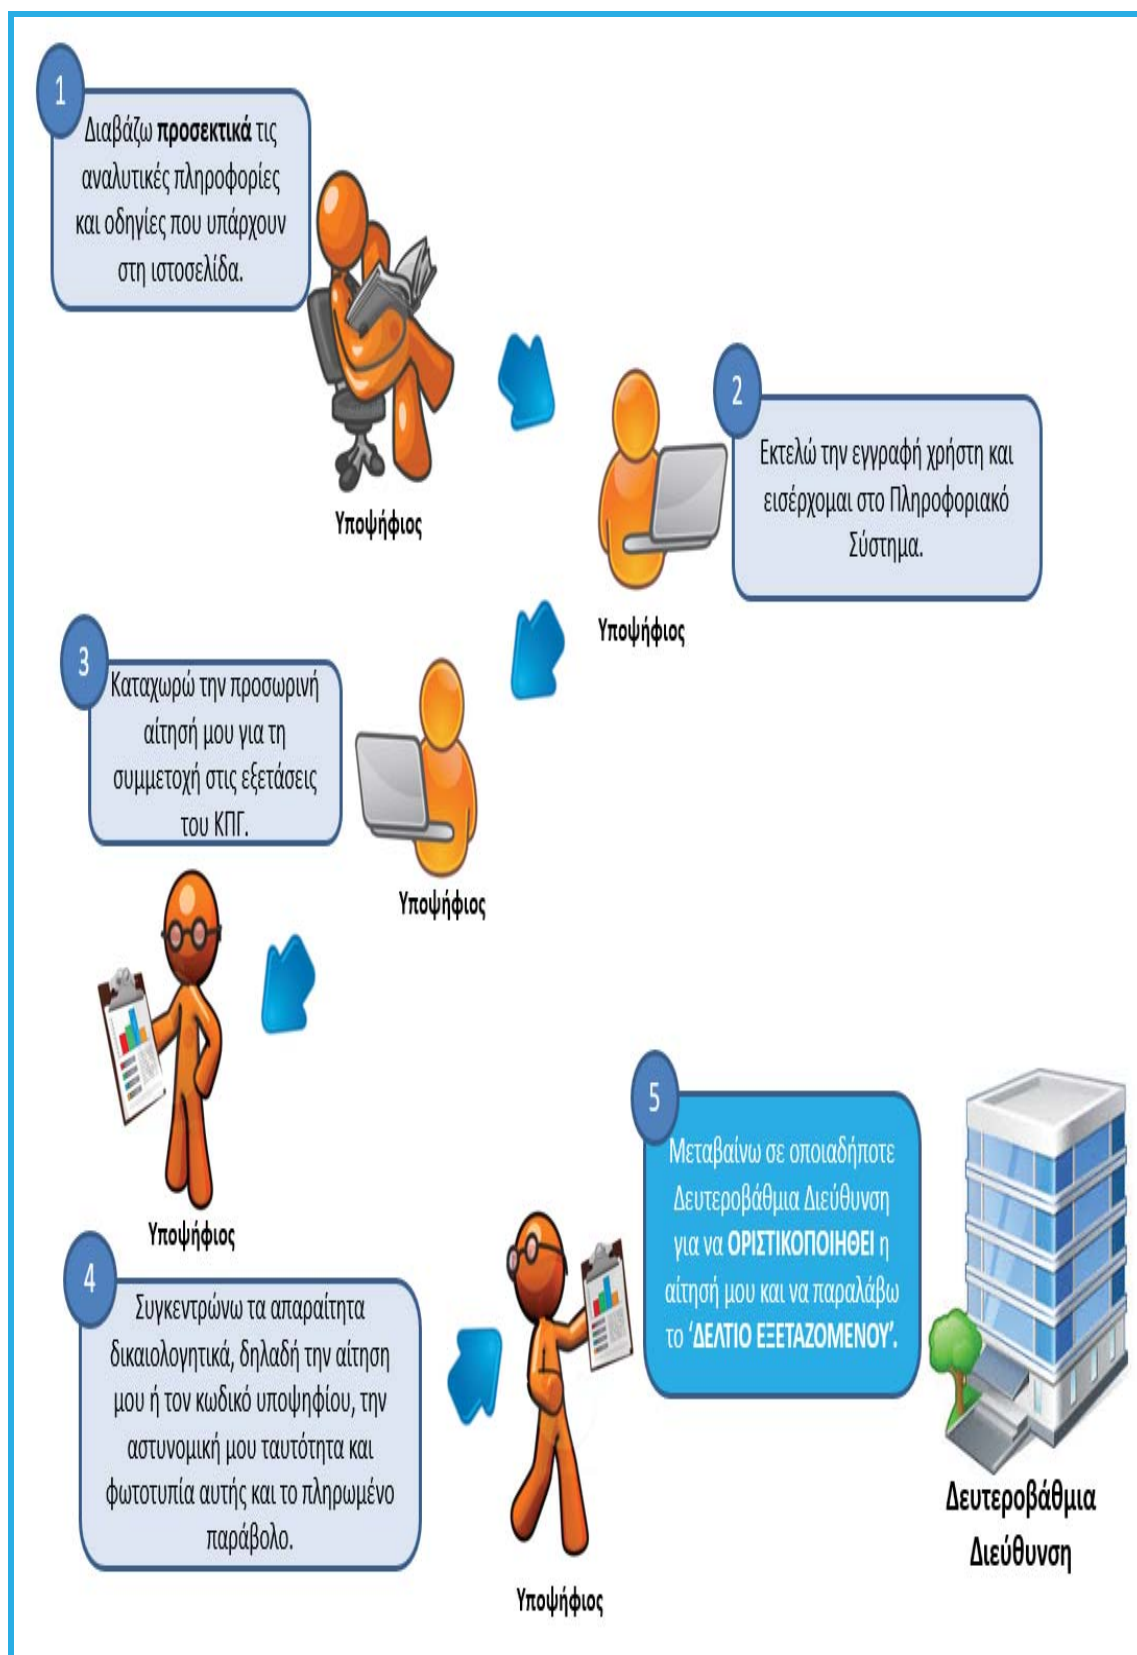 1
Διαβάζω προσεκτικά τις
αναλυτικές πληροφορίες
και οδηγίες που υπάρχουν
στη ιστοσελίδα.
Υποψήφιος
2
Εκτελώ την εγγραφή χρήστη και
εισέρχομαι στο Πληροφοριακό
Σύστημα.
Υποψήφιος
3
Καταχωρώ την προσωρινή
αίτησή μου για τη
συμμετοχή στις εξετάσεις
του ΚΠΓ.
Υποψήφιος
Υποψήφιος
4
Συγκεντρώνω τα απαραίτητα
δικαιολογητικά, δηλαδή την αίτηση
μου ή τον κωδικό υποψηφίου, την
αστυνομική μου ταυτότητα και
φωτοτυπία αυτής και το πληρωμένο
παράβολο.
Υποψήφιος
5
Μεταβαίνω σε οποιαδήποτε
Δευτεροβάθμια Διεύθυνση
για να ΟΡΙΣΤΙΚΟΠΟΙΗΘΕΙ η
αίτησή μου και να παραλάβω
το ‘ΔΕΛΤΙΟ ΕΞΕΤΑΖΟΜΕΝΟΥ’.
Δευτεροβάθμια
Διεύθυνση